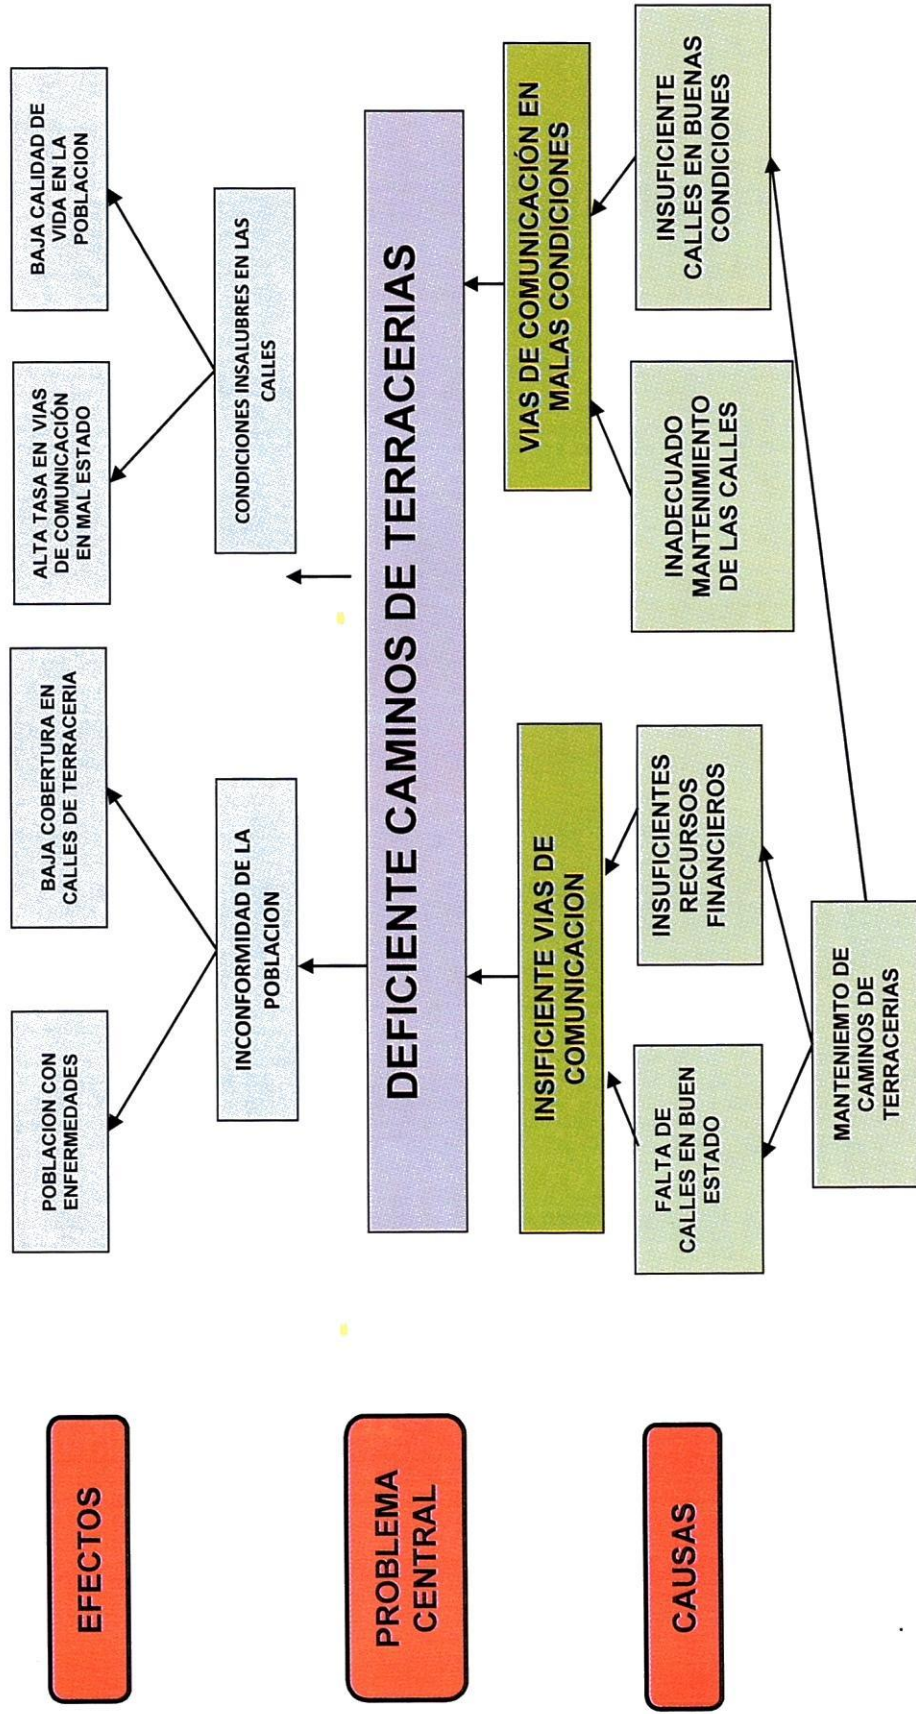 EFECTOS
POBLACION CON
ENFERMEDADES
BAJA COBERTURA EN
CALLES DE TERRACERIA
ALTA TASA EN VIAS
DE COMUNICACIÓN
EN MAL ESTADO
BAJA CALIDAD DE
VIDA EN LA
POBLACION
INCONFORMIDAD DE LA
POBLACION
CONDICIONES INSALUBRES EN LAS
CALLES
PROBLEMA
CENTRAL
DEFICIENTE CAMINOS DE TERRACERIAS
INSIFICIENTE VIAS DE
COMUNICACION
VIAS DE COMUNICACIÓN EN
MALAS CONDICIONES
CAUSAS
FALTA DE
CALLES EN BUEN
ESTADO
INSUFICIENTES
RECURSOS
FINANCIEROS
INADECUADO
MANTENIMIENTO
DE LAS CALLES
INSUFICIENTE
CALLES EN BUENAS
CONDICIONES
MANTENIEMTO DE
CAMINOS DE
TERRACERIAS